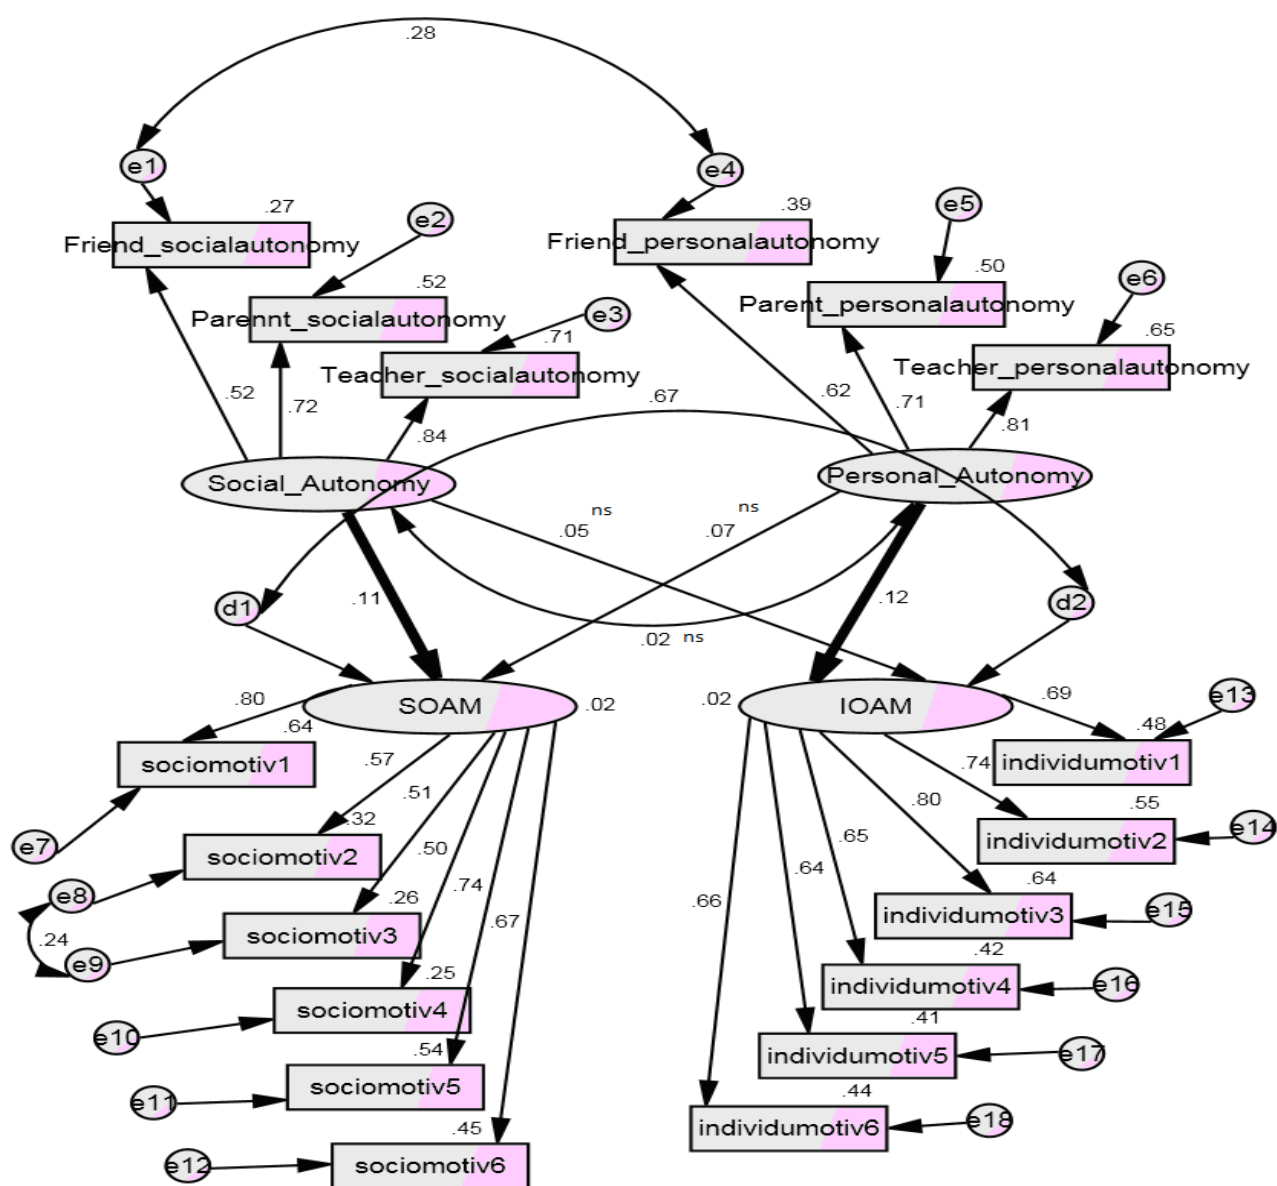 .28
e1
e4
.27
Friend_socialautonomy
e2
.39
Friend_personalautonomy
e5
.52
Parennt_socialautonomy
e3
.50
Parent_personalautonomy
e6
.71
Teacher_socialautonomy
.65
Teacher_personalautonomy
.52
.72
.84
.67
.62
.71
.81
Social_Autonomy
Personal_Autonomy
ns
.05
ns
.07
d1
.11
.12
d2
.02 ns
.80
.64
SOAM
.02
.02
IOAM
.69
e13
.48
sociomotiv1
individumotiv1
.57
.74
.51
.80
.55
e7
.32
sociomotiv2
individumotiv2
e14
.50
.65
e8
.74
.64
.64
.26
.67
.66
individumotiv3
e15
.24
sociomotiv3
e9
.42
.25
individumotiv4
e16
sociomotiv4
e10
.41
.54
individumotiv5
e17
sociomotiv5
e11
.44
.45
individumotiv6
e18
sociomotiv6
e12